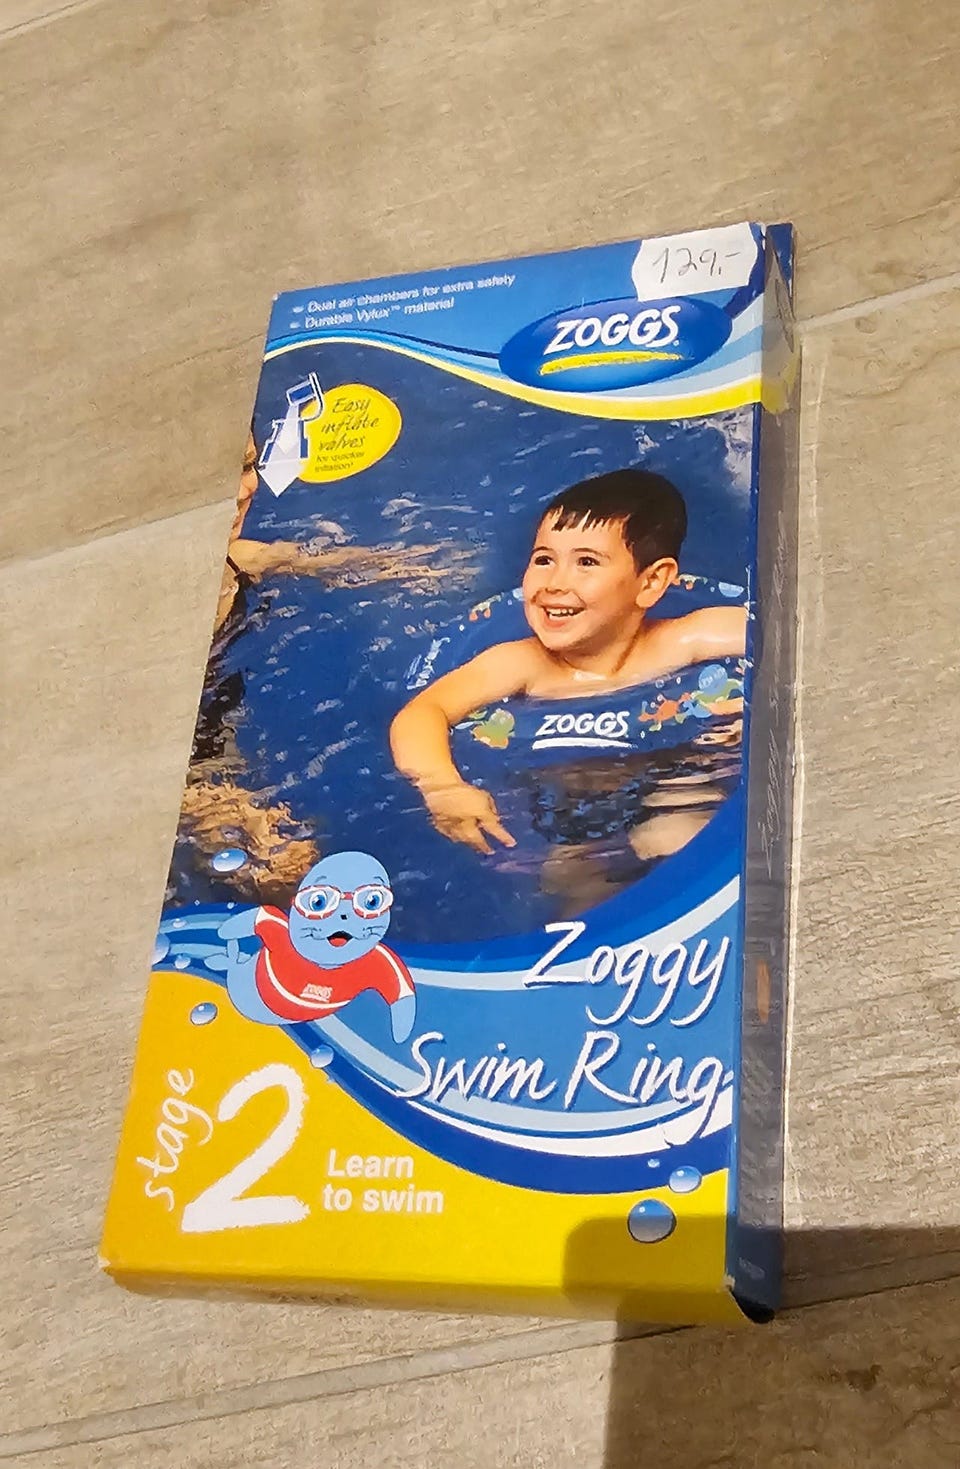 129,-
- Dual air chambers for extra safety
- Durable Vylux™ material
ZOGGS®
Easy
inflate
valves
for quicker
inflation!
ZOGGS
ZOGGS
Zoggy
Swim Ring
stage
2
Learn
to swim